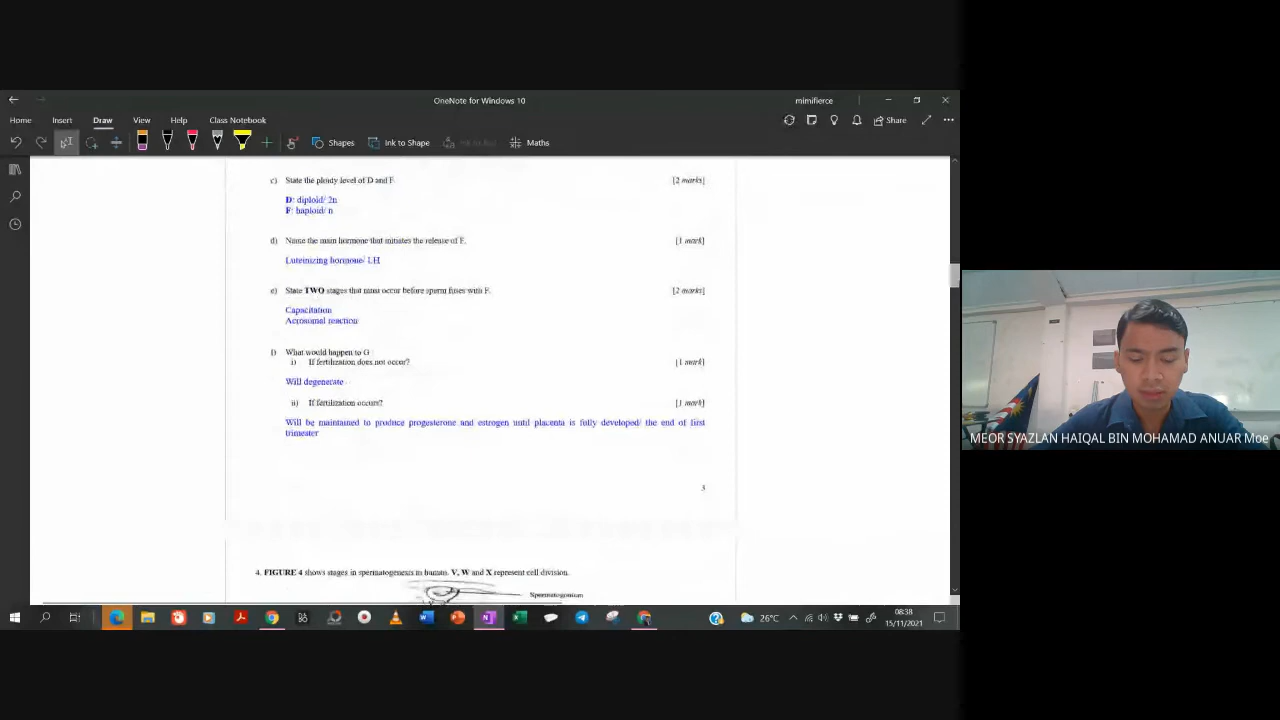 OneNote for Windows 10
mimifierce
Home Insert Draw View Help Class Notebook
Share
Shapes Ink to Shape Maths
c) State the ploidy level of D and F. [2 marks]
D: diploid/ 2n
F: haploid/ n
d) Name the main hormone that initiates the release of F. [1 mark]
Luteinizing hormone/ LH
e) State TWO stages that must occur before sperm fuses with F. [2 marks]
Capacitation
Acrosomal reaction
f) What would happen to G
i) If fertilization does not occur? [1 mark]
Will degenerate
ii) If fertilization occurs? [1 mark]
Will be maintained to produce progesterone and estrogen until placenta is fully developed/ the end of first
trimester
3
4. FIGURE 4 shows stages in spermatogenesis in human. V, W and X represent cell division.
Spermatogonium
MEOR SYAZLAN HAIQAL BIN MOHAMAD ANUAR Moe
26°C
08:38
15/11/2021